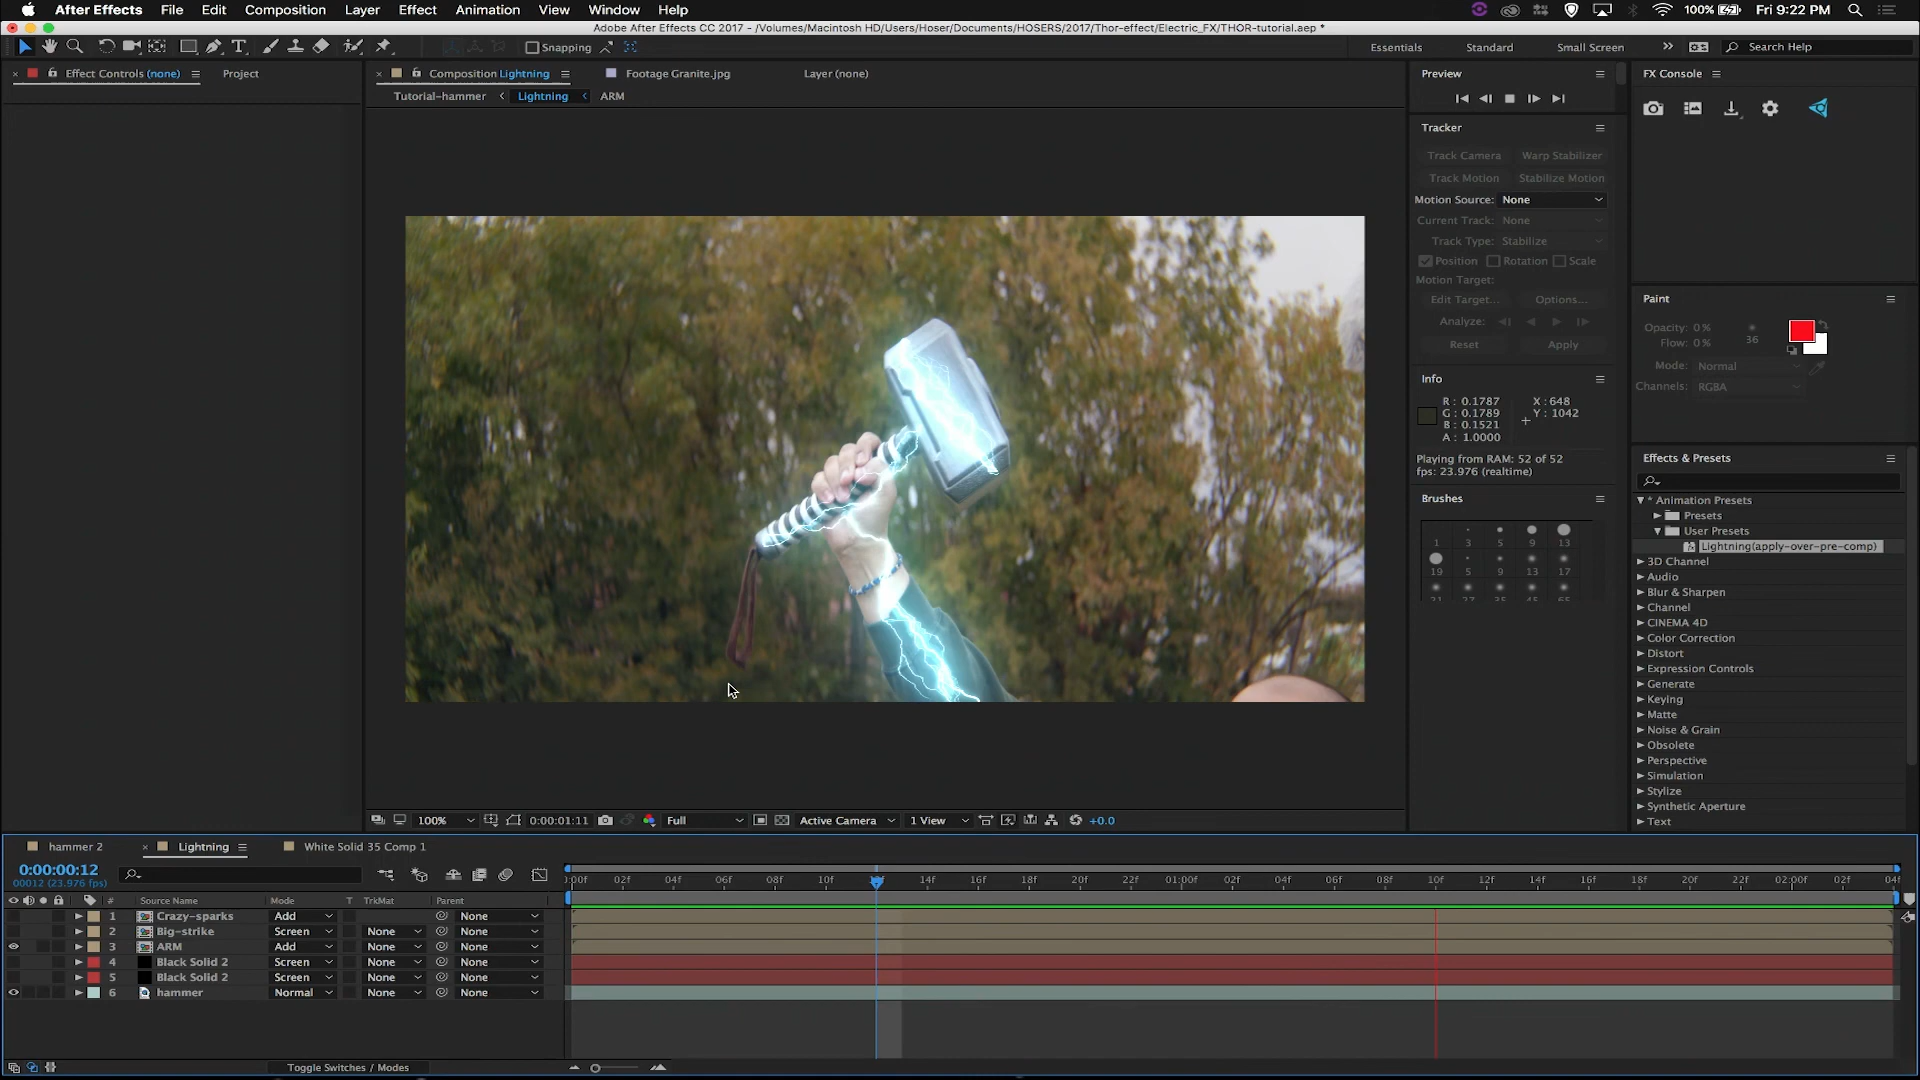 After Effects File Edit Composition Layer Effect Animation View Window Help 100% Fri 9:22 PM
Adobe After Effects CC 2017 - /Volumes/Macintosh HD/Users/Hoser/Documents/HOSERS/2017/Thor-effect/Electric_FX/THOR-tutorial.aep *
Snapping Essentials Standard Small Screen Search Help
Effect Controls (none) Project Composition Lightning Footage Granite.jpg Layer (none) Preview FX Console
Tutorial-hammer Lightning ARM
Tracker
Track Camera Warp Stabilizer
Track Motion Stabilize Motion
Motion Source: None
Current Track: None
Track Type: Stabilize
Position Rotation Scale
Motion Target:
Edit Target... Options...
Analyze:
Reset Apply
Paint
Opacity: 0 %
Flow: 0 %
36
Mode: Normal
Channels: RGBA
Info
R : 0.1787 X : 648
G : 0.1789 Y : 1042
B : 0.1521
A : 1.0000
Playing from RAM: 52 of 52
fps: 23.976 (realtime)
Brushes
1 3 5 9 13
19 5 9 13 17
21 27 35 45 65
Effects & Presets
* Animation Presets
Presets
User Presets
Lightning(apply-over-pre-comp)
3D Channel
Audio
Blur & Sharpen
Channel
CINEMA 4D
Color Correction
Distort
Expression Controls
Generate
Keying
Matte
Noise & Grain
Obsolete
Perspective
Simulation
Stylize
Synthetic Aperture
Text
100% 0:00:01:11 Full Active Camera 1 View +0.0
hammer 2 Lightning White Solid 35 Comp 1
0:00:00:12
00012 (23.976 fps)
:00f 02f 04f 06f 08f 10f 14f 16f 18f 20f 22f 01:00f 02f 04f 06f 08f 10f 12f 14f 16f 18f 20f 22f 02:00f 04f
# Source Name Mode T TrkMat Parent
1 Crazy-sparks Add None
2 Big-strike Screen None None
3 ARM Add None None
4 Black Solid 2 Screen None None
5 Black Solid 2 Screen None None
6 hammer Normal None None
Toggle Switches / Modes